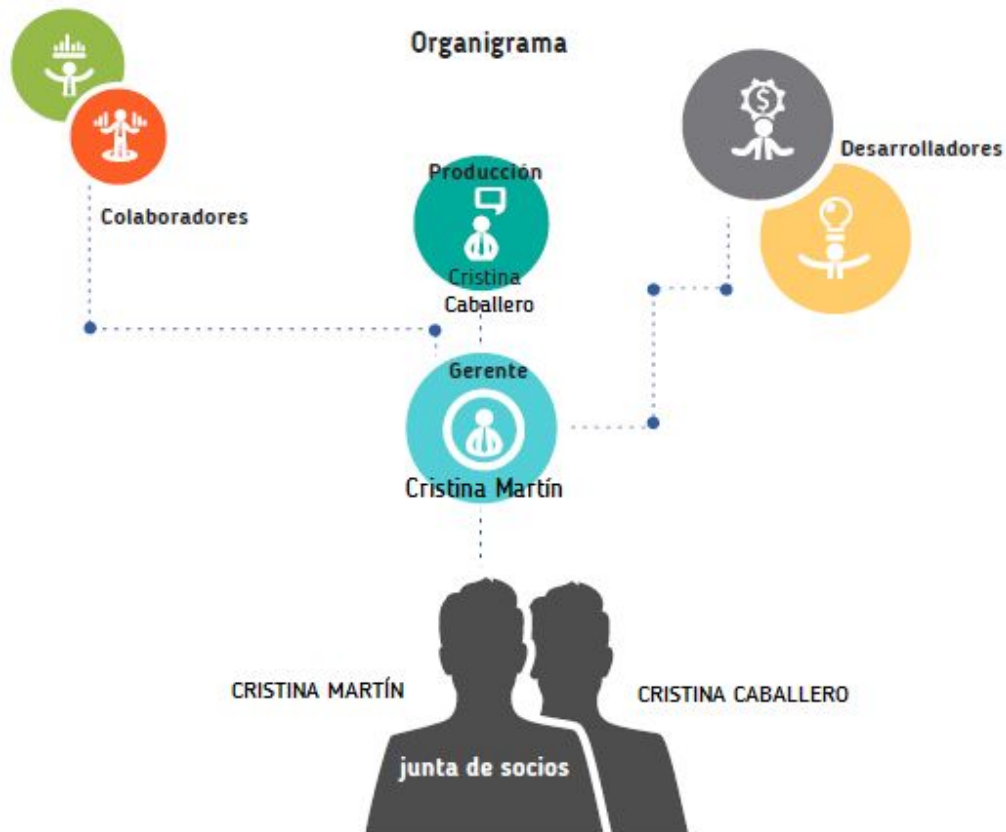 Organigrama
Producción
Desarrolladores
Colaboradores
Cristina
Caballero
Gerente
Cristina Martín
CRISTINA MARTÍN
CRISTINA CABALLERO
junta de socios
$